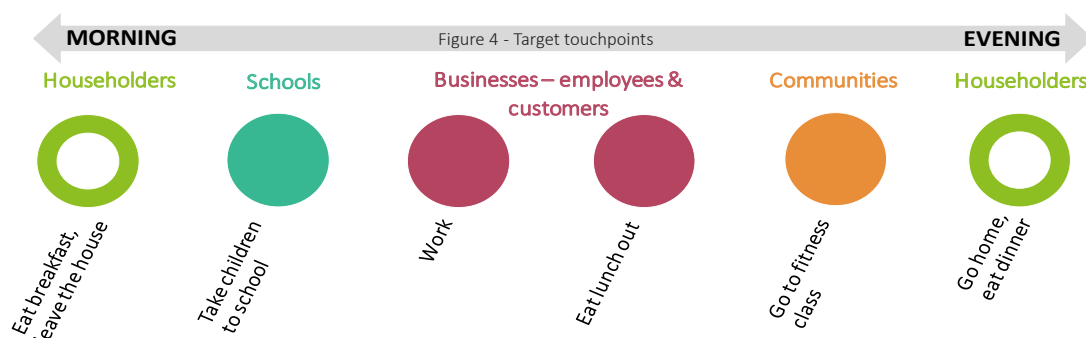 MORNING
Figure 4 - Target touchpoints
EVENING
Householders
Schools
Businesses – employees &
customers
Communities
Householders
Eat breakfast,
leave the house
Take children
to school
Work
Eat lunch out
Go to fitness
class
Go home,
eat dinner